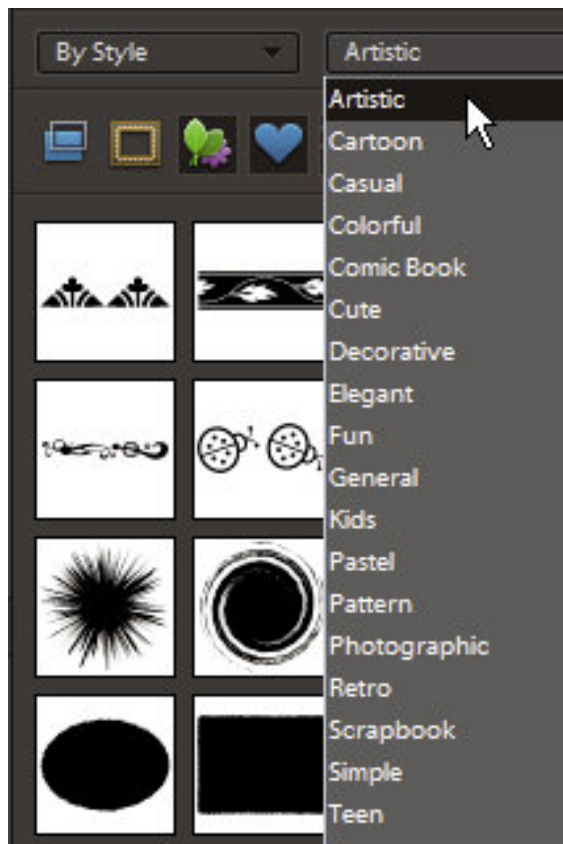 By Style
Artistic
Artistic
Cartoon
Casual
Colorful
Comic Book
Cute
Decorative
Elegant
Fun
General
Kids
Pastel
Pattern
Photographic
Retro
Scrapbook
Simple
Teen